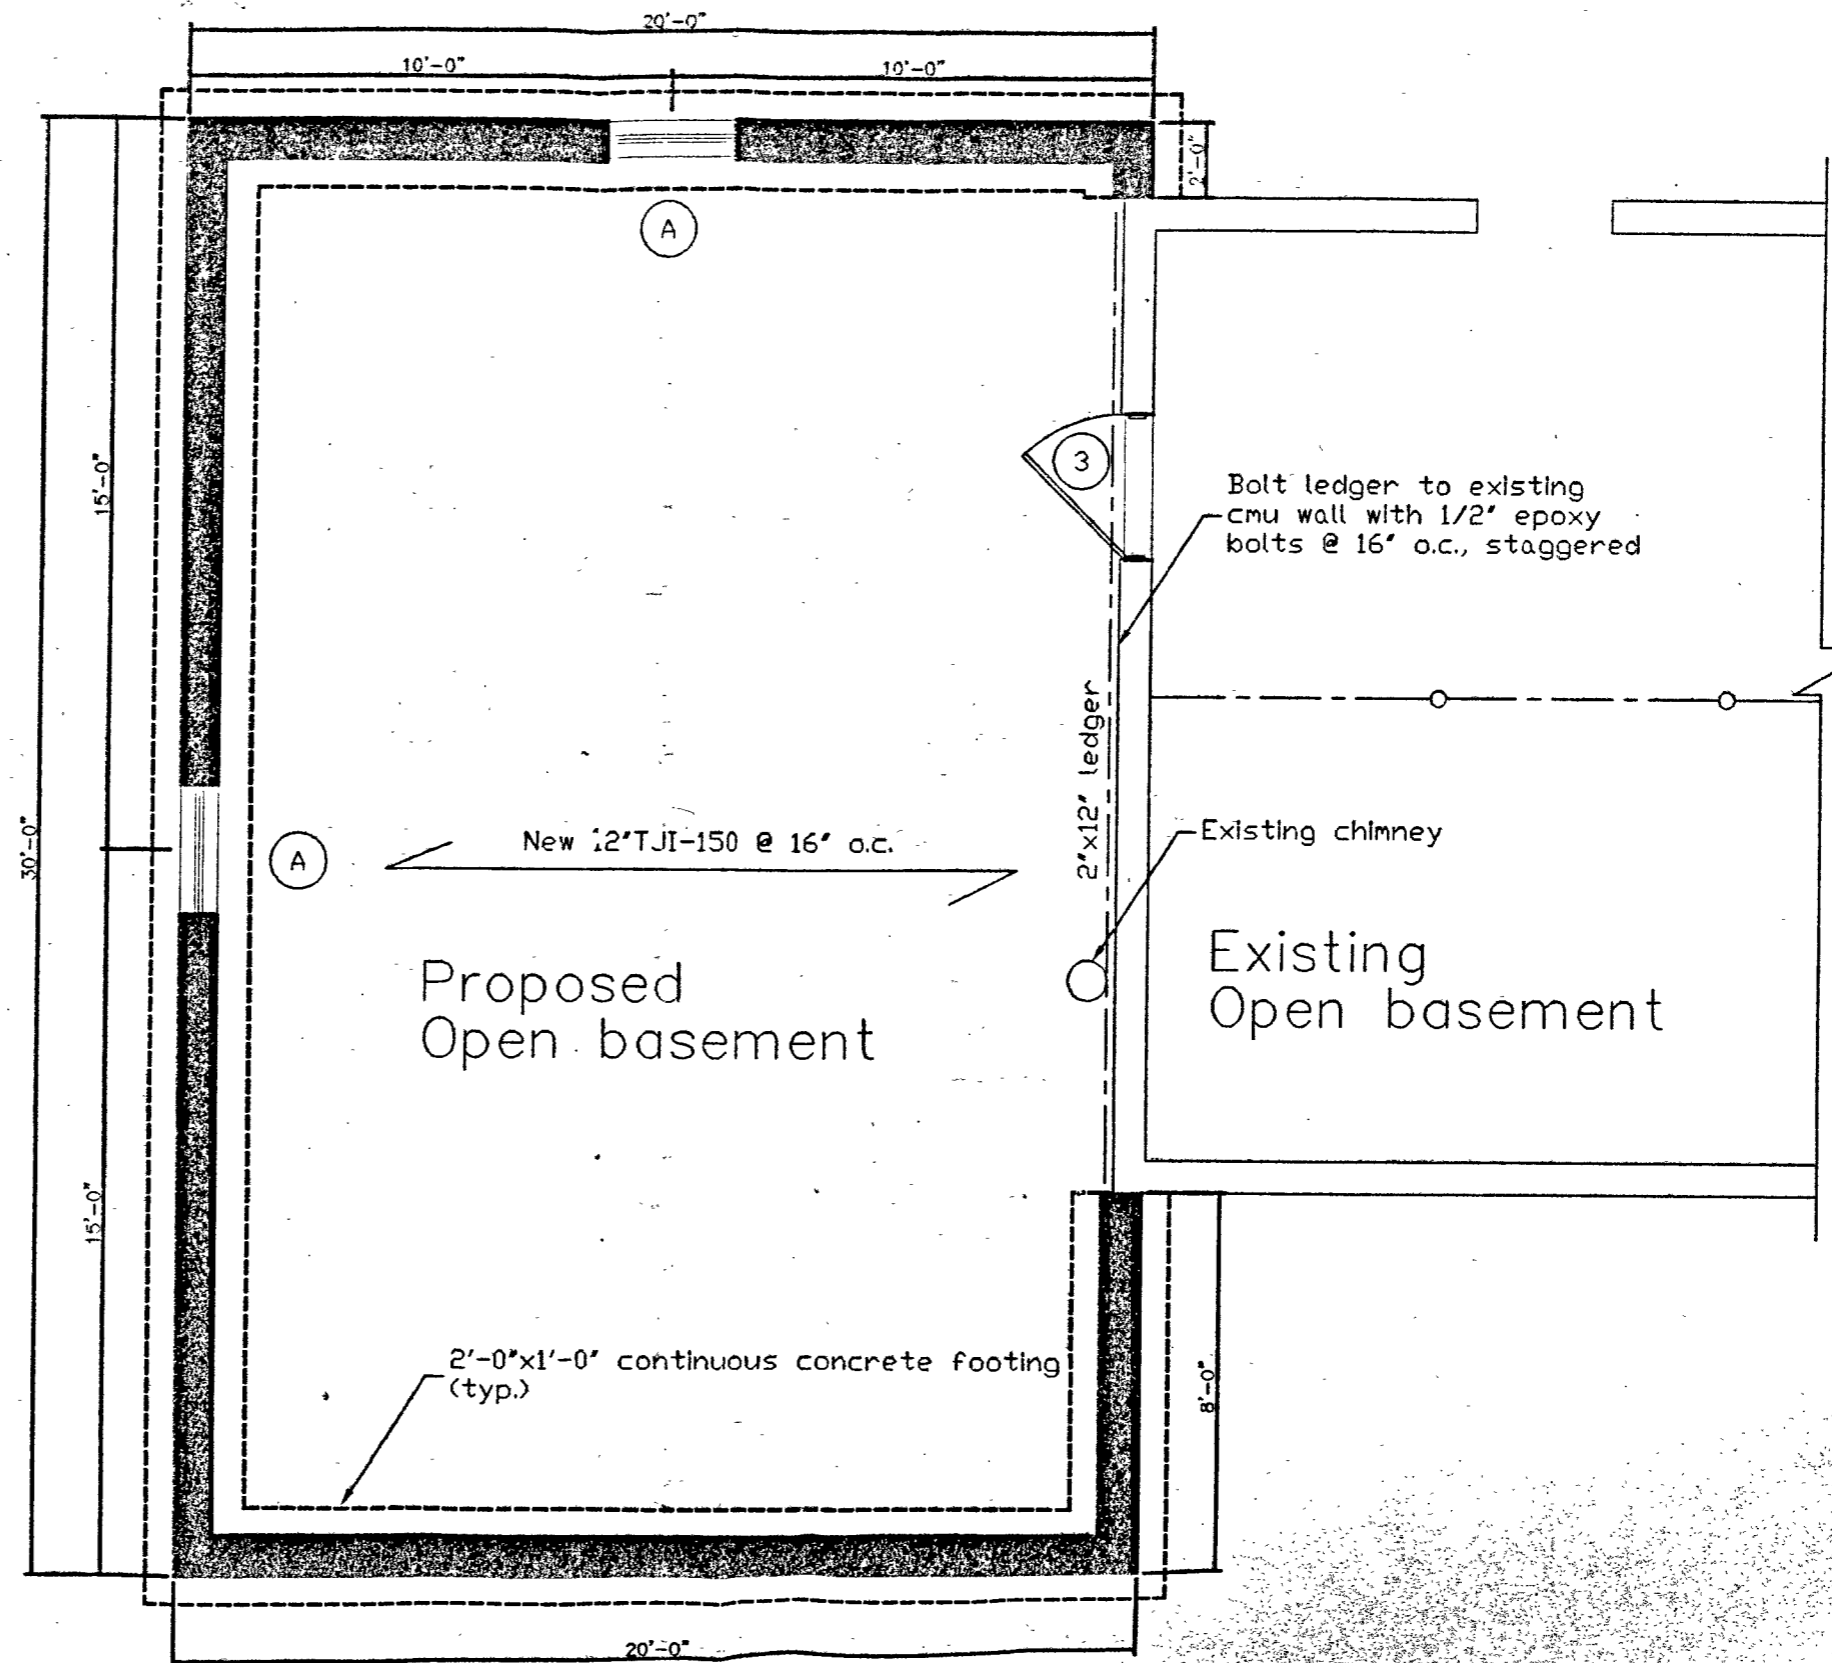 20'-0"
10'-0"
10'-0"
2'-0"
A
3
15'-0"
Bolt ledger to existing
cmu wall with 1/2" epoxy
bolts @ 16" o.c., staggered
2"x12" ledger
30'-0"
New 12"TJI-150 @ 16" o.c.
Existing chimney
A
Proposed
Open basement
Existing
Open basement
15'-0"
2'-0"x1'-0" continuous concrete footing
(typ.)
8'-0"
20'-0"